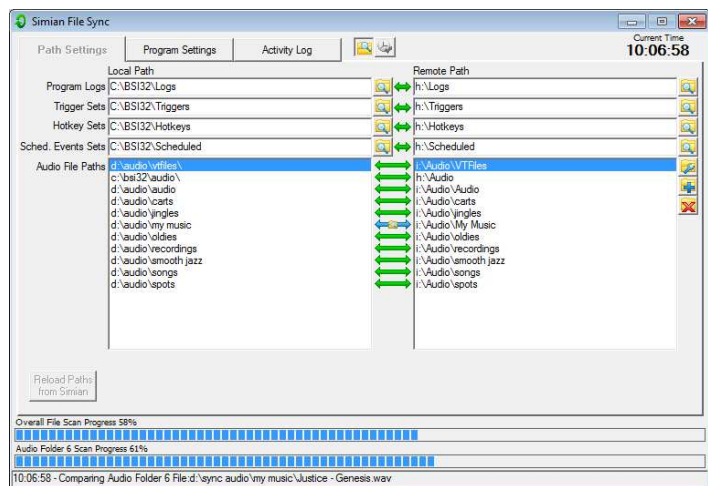 Simian File Sync
Path Settings Program Settings Activity Log Current Time
10:06:58
Local Path Remote Path
Program Logs C:\BSI32\Logs h:\Logs
Trigger Sets C:\BSI32\Triggers h:\Triggers
Hotkey Sets C:\BSI32\Hotkeys h:\Hotkeys
Sched. Events Sets C:\BSI32\Scheduled h:\Scheduled
Audio File Paths d:\audio\vtfiles\ i:\Audio\VTFiles
c:\bsi32\audio\ h:\Audio
d:\audio\audio i:\Audio\Audio
d:\audio\carts i:\Audio\carts
d:\audio\jingles i:\Audio\jingles
d:\audio\my music i:\Audio\My Music
d:\audio\oldies i:\Audio\oldies
d:\audio\recordings i:\Audio\recordings
d:\audio\smooth jazz i:\Audio\smooth jazz
d:\audio\songs i:\Audio\songs
d:\audio\spots i:\Audio\spots
Reload Paths
from Simian
Overall File Scan Progress 58%
Audio Folder 6 Scan Progress 61%
10:06:58 - Comparing Audio Folder 6 File:d:\sync audio\my music\Justice - Genesis.wav